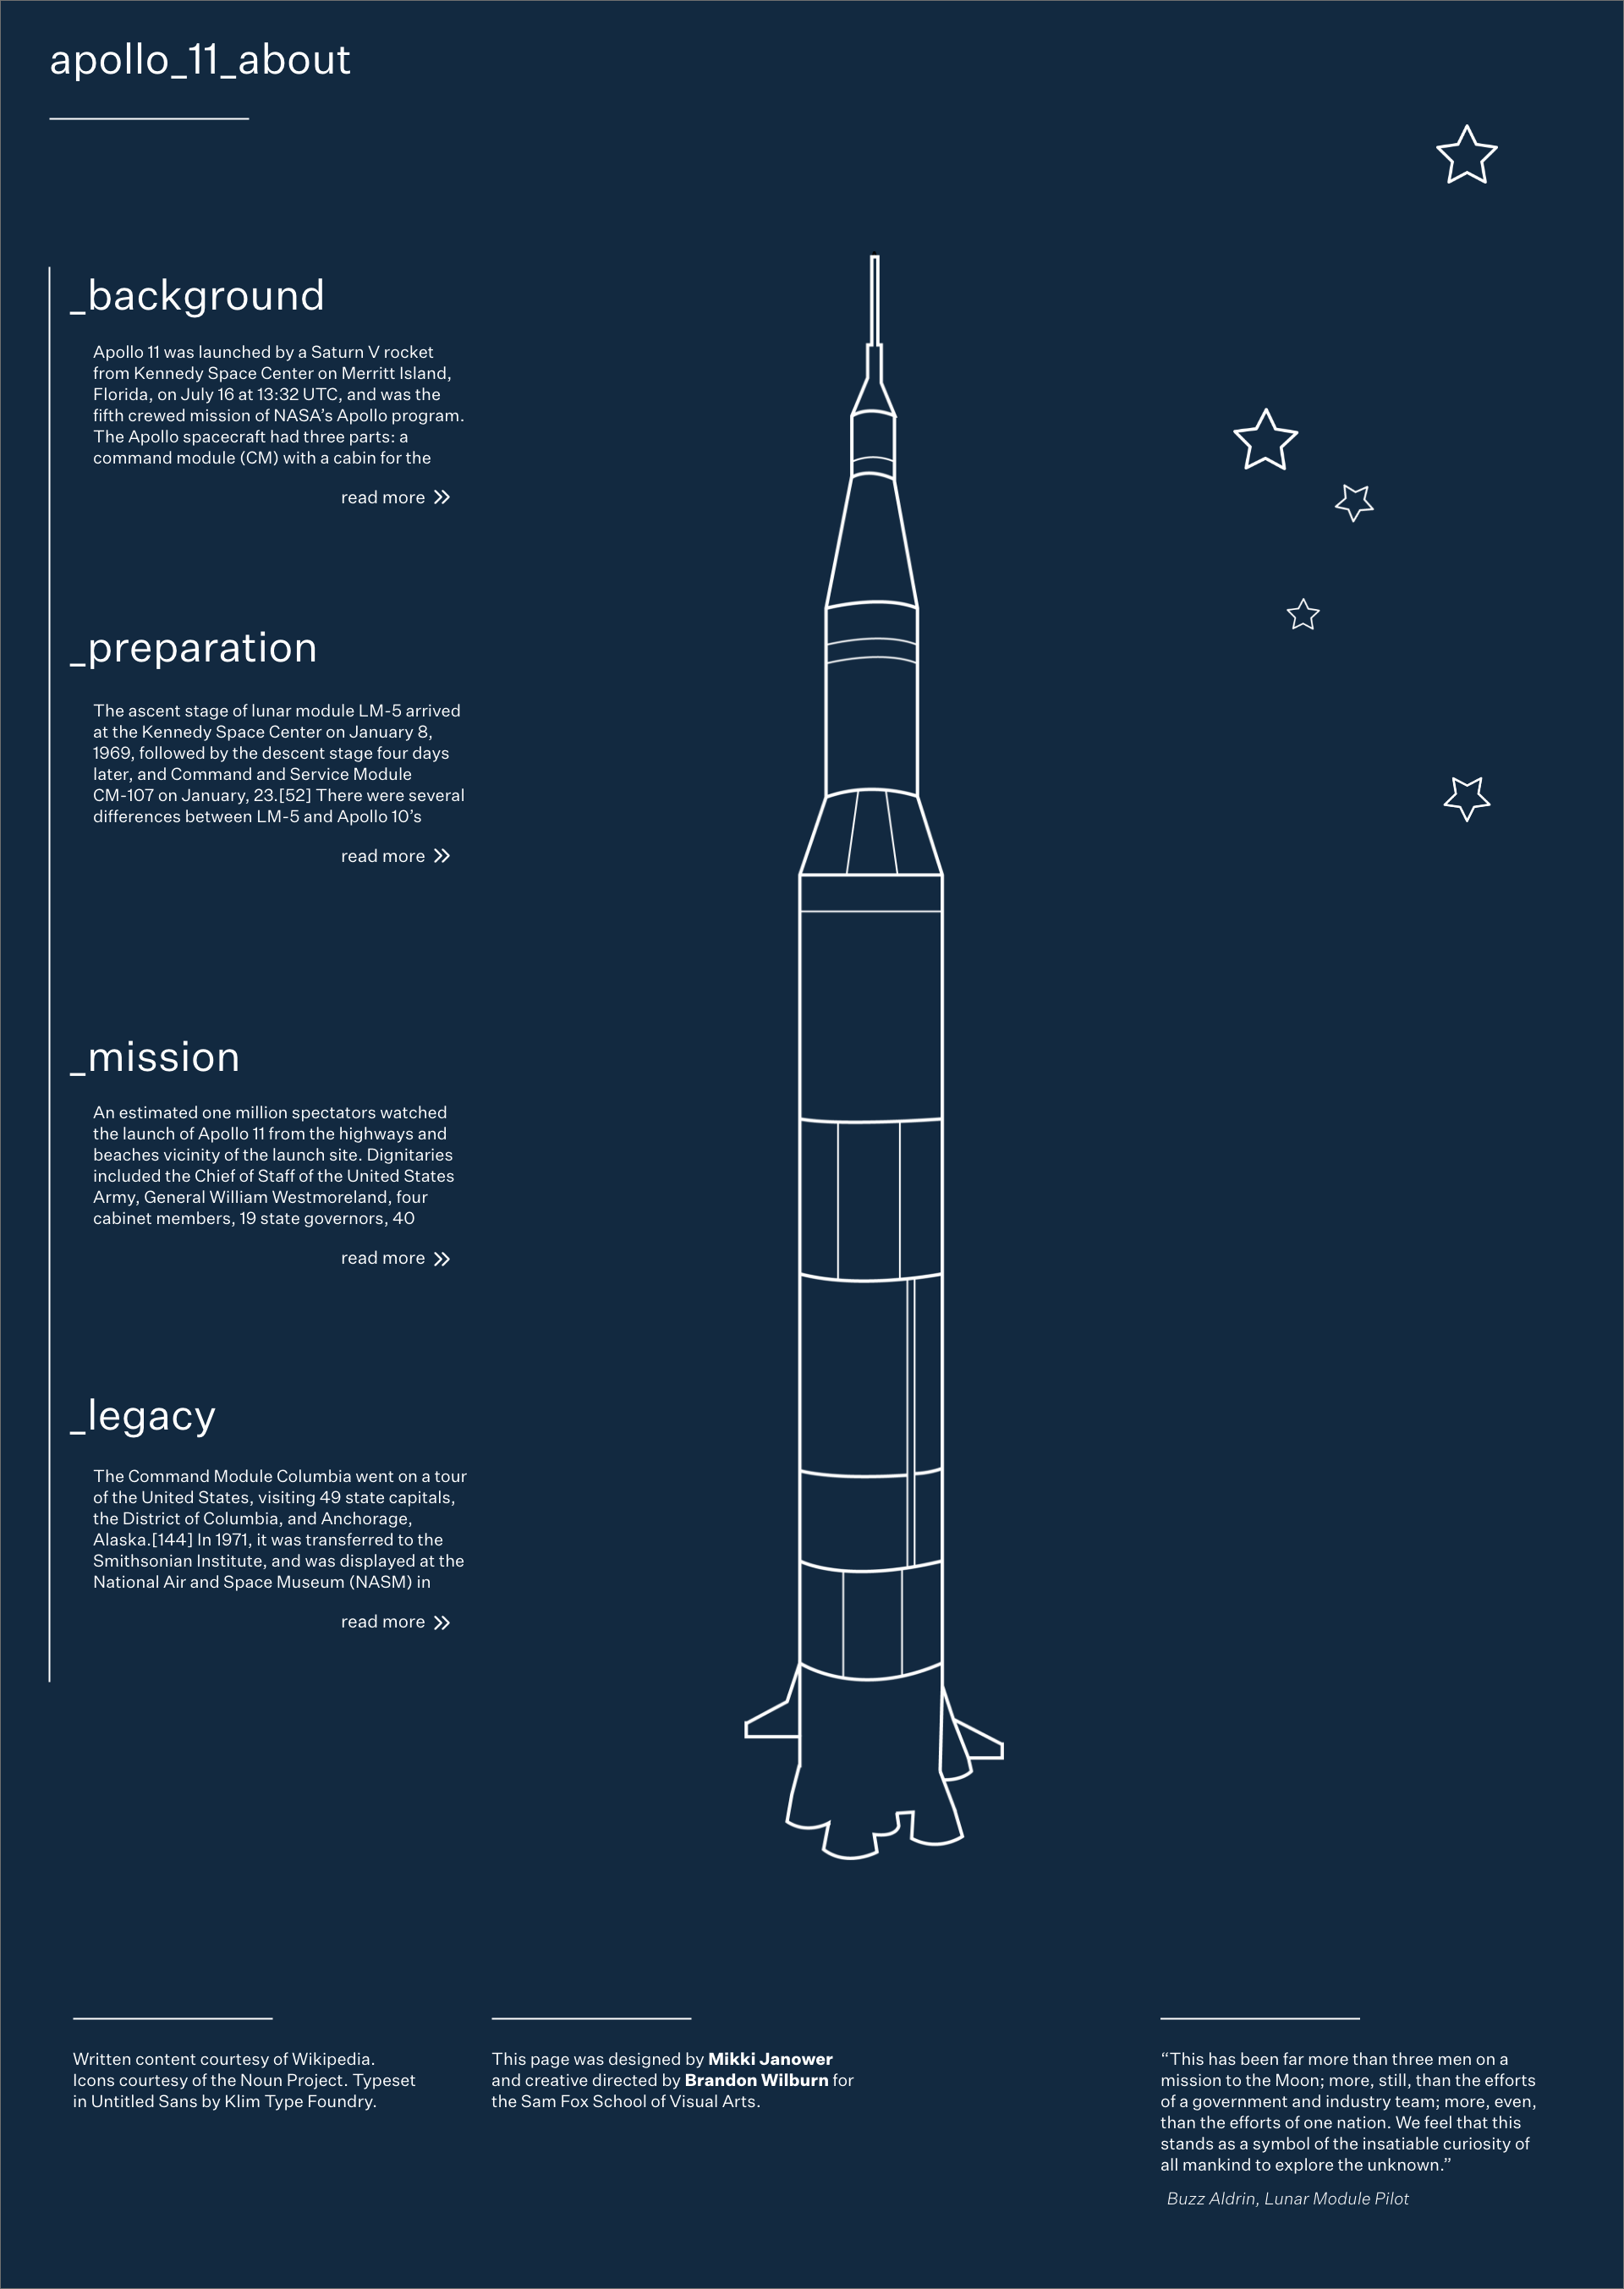 apollo_11_about
_background
Apollo 11 was launched by a Saturn V rocket
from Kennedy Space Center on Merritt Island,
Florida, on July 16 at 13:32 UTC, and was the
fifth crewed mission of NASA’s Apollo program.
The Apollo spacecraft had three parts: a
command module (CM) with a cabin for the
read more
_preparation
The ascent stage of lunar module LM-5 arrived
at the Kennedy Space Center on January 8,
1969, followed by the descent stage four days
later, and Command and Service Module
CM-107 on January, 23.[52] There were several
differences between LM-5 and Apollo 10’s
read more
_mission
An estimated one million spectators watched
the launch of Apollo 11 from the highways and
beaches vicinity of the launch site. Dignitaries
included the Chief of Staff of the United States
Army, General William Westmoreland, four
cabinet members, 19 state governors, 40
read more
_legacy
The Command Module Columbia went on a tour
of the United States, visiting 49 state capitals,
the District of Columbia, and Anchorage,
Alaska.[144] In 1971, it was transferred to the
Smithsonian Institute, and was displayed at the
National Air and Space Museum (NASM) in
read more
Written content courtesy of Wikipedia.
Icons courtesy of the Noun Project. Typeset
in Untitled Sans by Klim Type Foundry.
This page was designed by Mikki Janower
and creative directed by Brandon Wilburn for
the Sam Fox School of Visual Arts.
“This has been far more than three men on a
mission to the Moon; more, still, than the efforts
of a government and industry team; more, even,
than the efforts of one nation. We feel that this
stands as a symbol of the insatiable curiosity of
all mankind to explore the unknown.”
Buzz Aldrin, Lunar Module Pilot